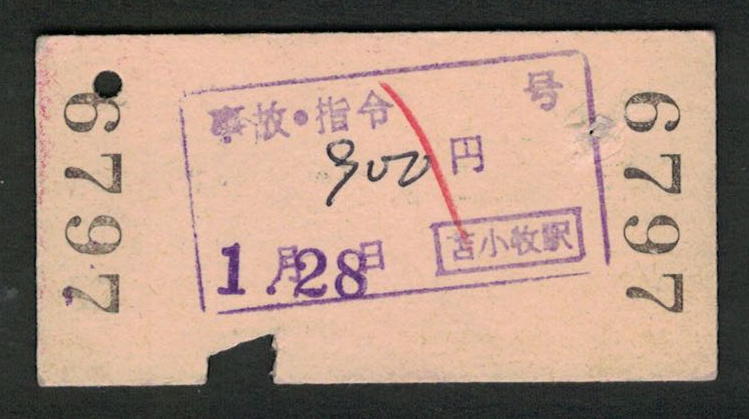 6797
事故・指令 号
900円
1月28日
苫小牧駅
6797